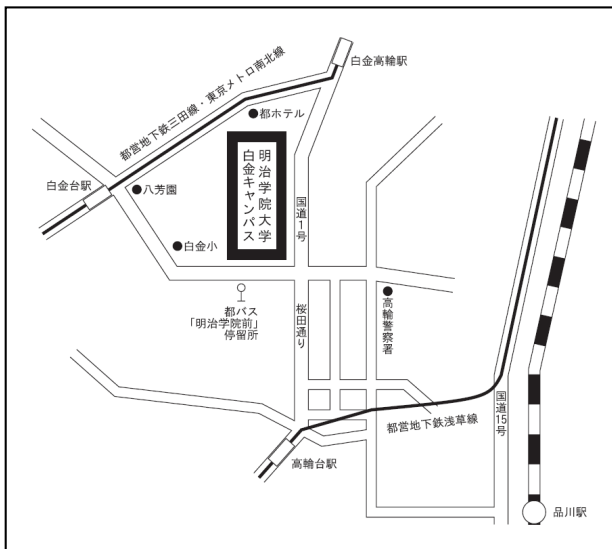 白金高輪駅
都営地下鉄三田線・東京メトロ南北線
都ホテル
明治学院大学
白金キャンパス
白金台駅
八芳園
国道1号
白金小
都バス
「明治学院前」
停留所
桜田通り
高輪警察署
都営地下鉄浅草線
国道15号
高輪台駅
品川駅